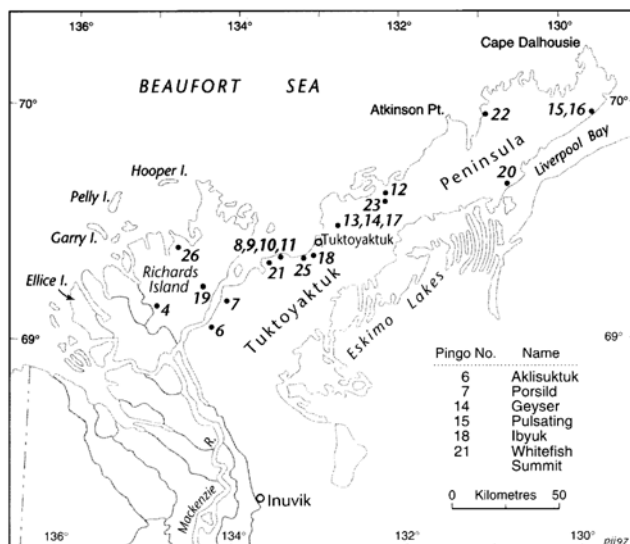 136° 134° 133° 132° 131° 130°
Cape Dalhousie
BEAUFORT SEA
70° 70°
Atkinson Pt.
22 15,16
Peninsula
Liverpool Bay
Hooper I.
Pelly I.
12
20
23
13,14,17
Garry I.
8,9,10,11
Tuktoyaktuk
26
Ellice I.
Richards
Island
21 25 18
19
4 7
Tuktoyaktuk
Eskimo Lakes
6
69° 69°
Pingo No. Name
6 Aklisuktuk
7 Porsild
14 Geyser
15 Pulsating
18 Ibyuk
21 Whitefish
Summit
R.
Mackenzie
Inuvik
0 Kilometres 50
136° 134° 132° 130°
pij97